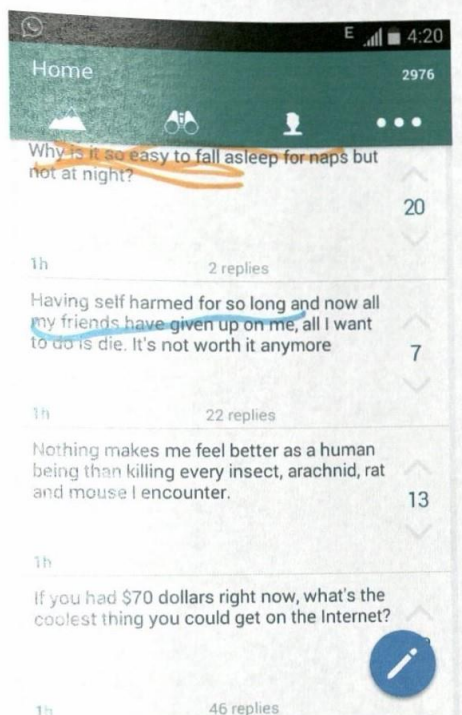 E 4:20
Home 2976
Why is it so easy to fall asleep for naps but
not at night?
20
1h 2 replies
Having self harmed for so long and now all
my friends have given up on me, all I want
to do is die. It's not worth it anymore
7
1h 22 replies
Nothing makes me feel better as a human
being than killing every insect, arachnid, rat
and mouse I encounter.
13
1h
If you had $70 dollars right now, what's the
coolest thing you could get on the Internet?
1h 46 replies